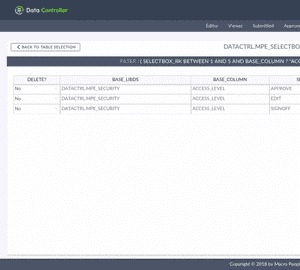 Data Controller
Editor Viewer Submitted Approve
BACK TO TABLE SELECTION
DATACTRL.MPE_SELECTBO
FILTER: ( SELECTBOX_RK BETWEEN 1 AND 5 AND BASE_COLUMN ? "ACC
DELETE? BASE_LIBDS BASE_COLUMN SE
No DATACTRL.MPE_SECURITY ACCESS_LEVEL APPROVE
No DATACTRL.MPE_SECURITY ACCESS_LEVEL EDIT
No DATACTRL.MPE_SECURITY ACCESS_LEVEL SIGNOFF
Copyright © 2018 by Macro People